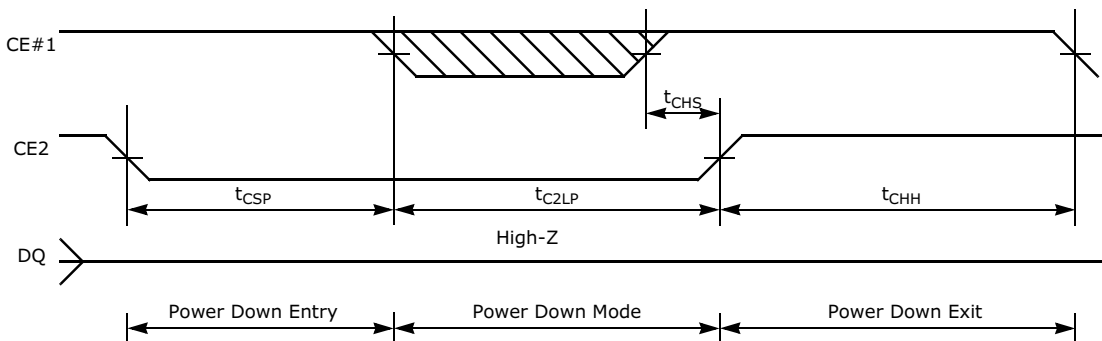 CE#1
tCHS
CE2
tCSP
tC2LP
tCHH
High-Z
DQ
Power Down Entry
Power Down Mode
Power Down Exit